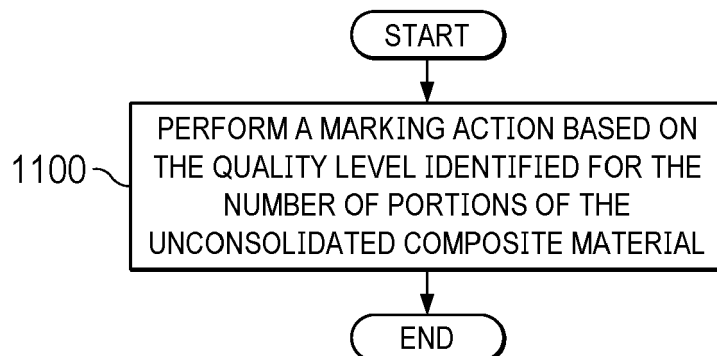 START
PERFORM A MARKING ACTION BASED ON
1100 THE QUALITY LEVEL IDENTIFIED FOR THE
NUMBER OF PORTIONS OF THE
UNCONSOLIDATED COMPOSITE MATERIAL
END